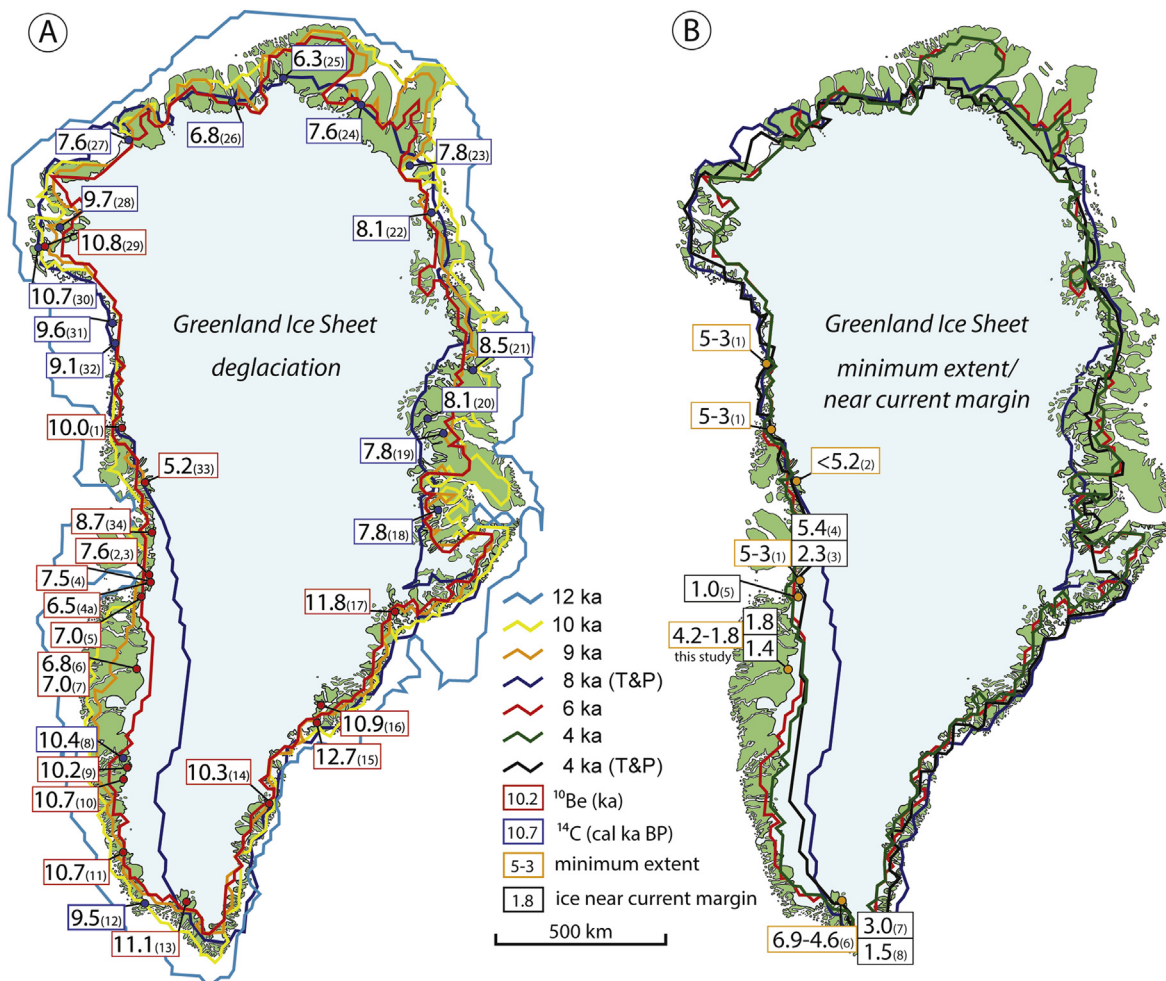 A
6.3(25)
6.8(26)
7.6(24)
7.6(27)
7.8(23)
9.7(28)
8.1(22)
10.8(29)
10.7(30)
9.6(31)
9.1(32)
Greenland Ice Sheet
deglaciation
8.5(21)
8.1(20)
10.0(1)
7.8(19)
5.2(33)
8.7(34)
7.8(18)
7.6(2,3)
7.5(4)
6.5(4a)
11.8(17)
7.0(5)
6.8(6)
7.0(7)
10.9(16)
10.4(8)
12.7(15)
10.2(9)
10.3(14)
10.7(10)
10.7(11)
9.5(12)
11.1(13)
12 ka
10 ka
9 ka
8 ka (T&P)
6 ka
4 ka
4 ka (T&P)
10.2 ¹⁰Be (ka)
10.7 ¹⁴C (cal ka BP)
5-3 minimum extent
1.8 ice near current margin
500 km
B
Greenland Ice Sheet
minimum extent/
near current margin
5-3(1)
5-3(1)
<5.2(2)
5.4(4)
5-3(1) 2.3(3)
1.0(5)
1.8
4.2-1.8
this study
1.4
6.9-4.6(6) 3.0(7)
1.5(8)